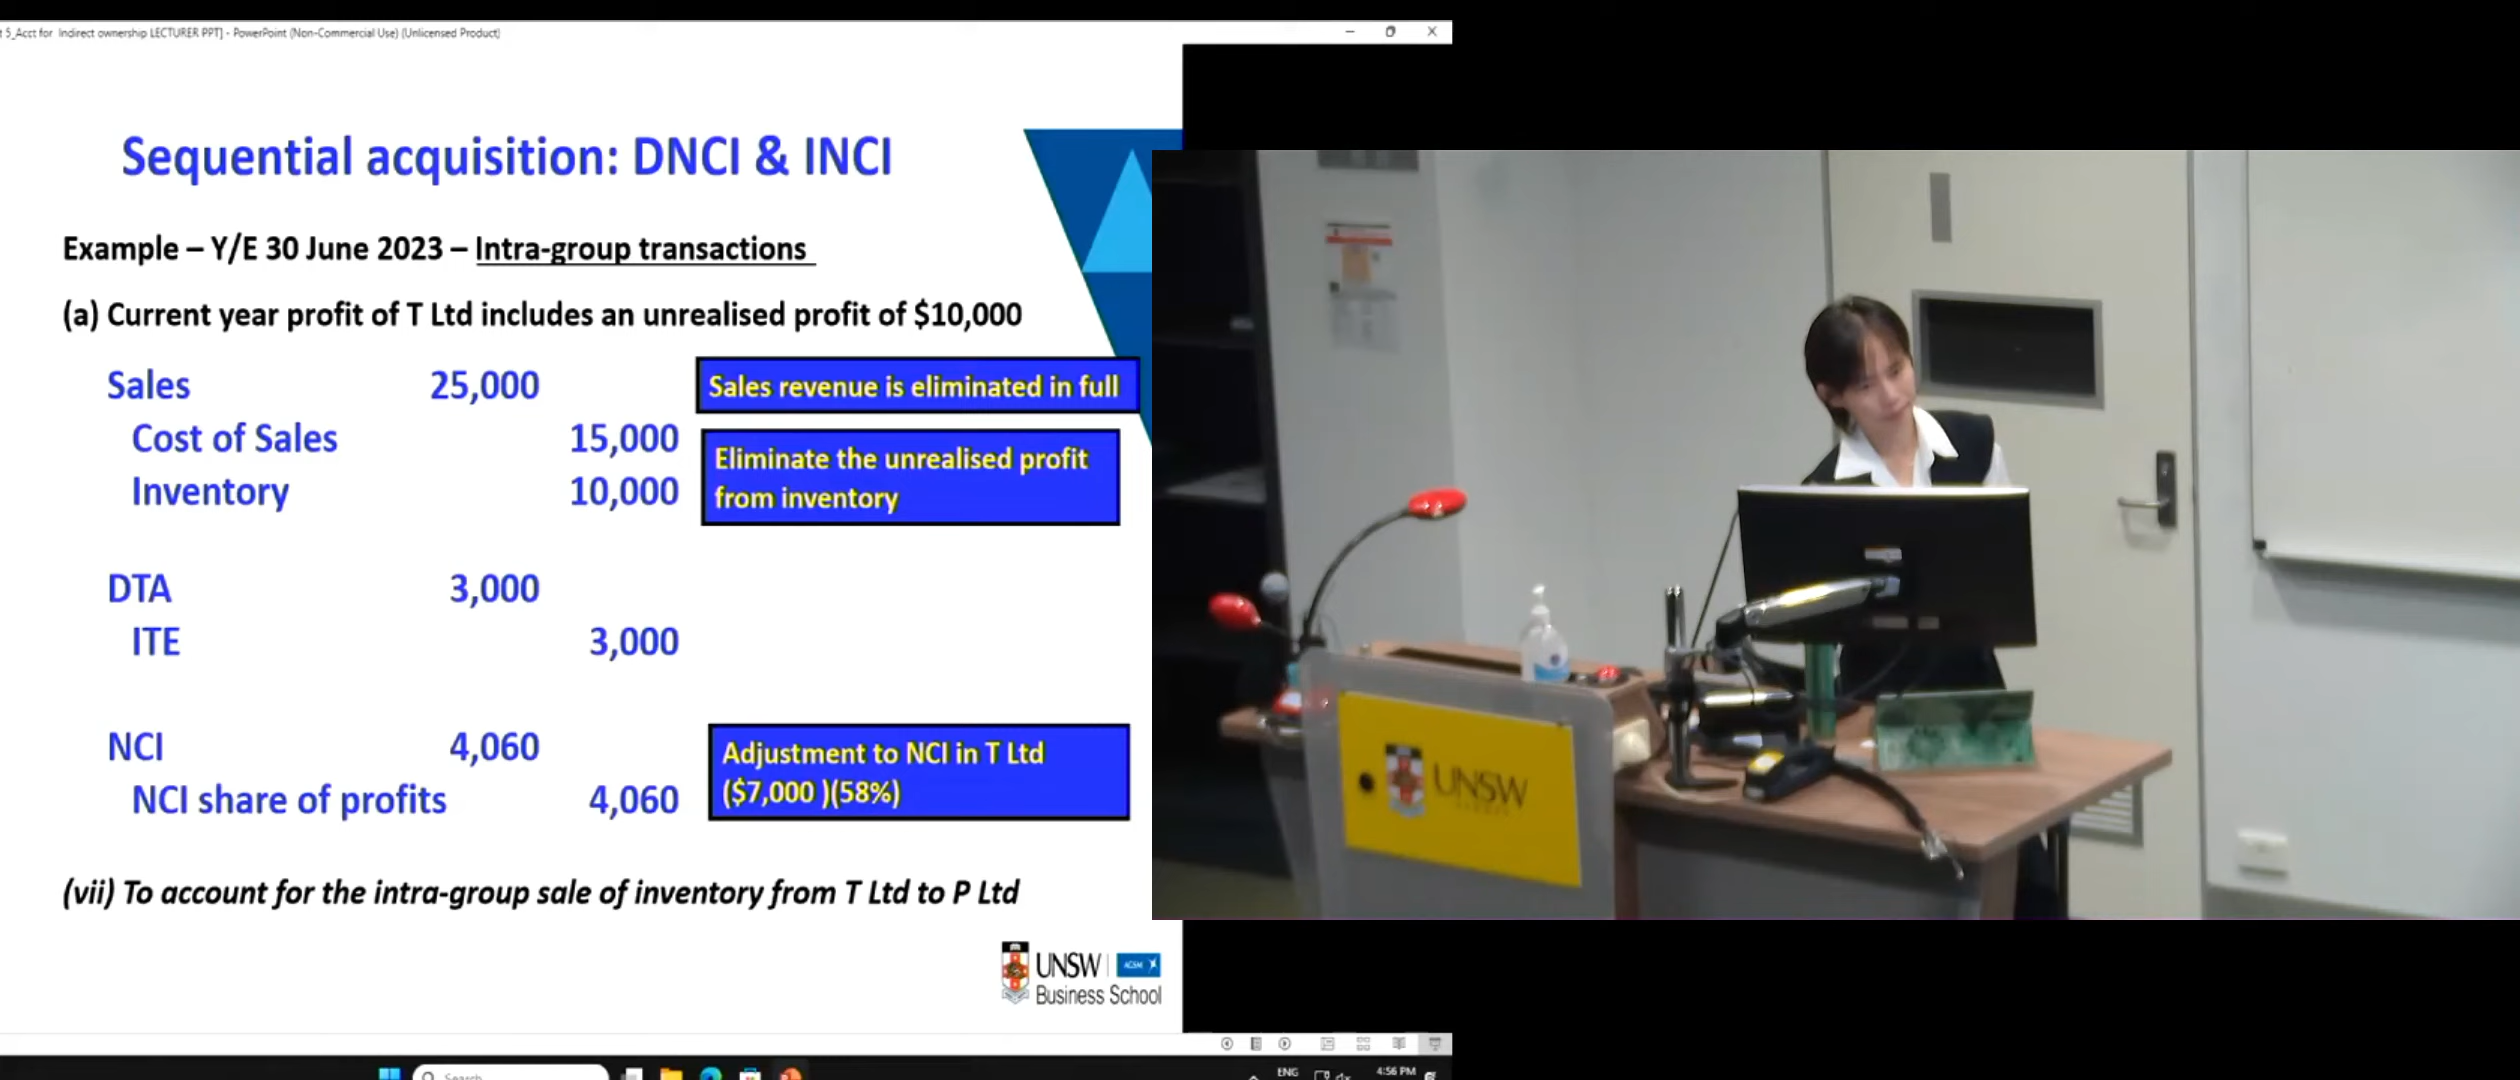 t 5_Acct for Indirect ownership LECTURER PPT] - PowerPoint (Non-Commercial Use) (Unlicensed Product)
Sequential acquisition: DNCI & INCI
Example – Y/E 30 June 2023 – Intra-group transactions
(a) Current year profit of T Ltd includes an unrealised profit of $10,000
Sales 25,000
Sales revenue is eliminated in full
Cost of Sales 15,000
Inventory 10,000
Eliminate the unrealised profit
from inventory
DTA 3,000
ITE 3,000
NCI 4,060
NCI share of profits 4,060
Adjustment to NCI in T Ltd
($7,000 )(58%)
(vii) To account for the intra-group sale of inventory from T Ltd to P Ltd
UNSW
AGSM
Business School
UNSW
Search
ENG
4:56 PM